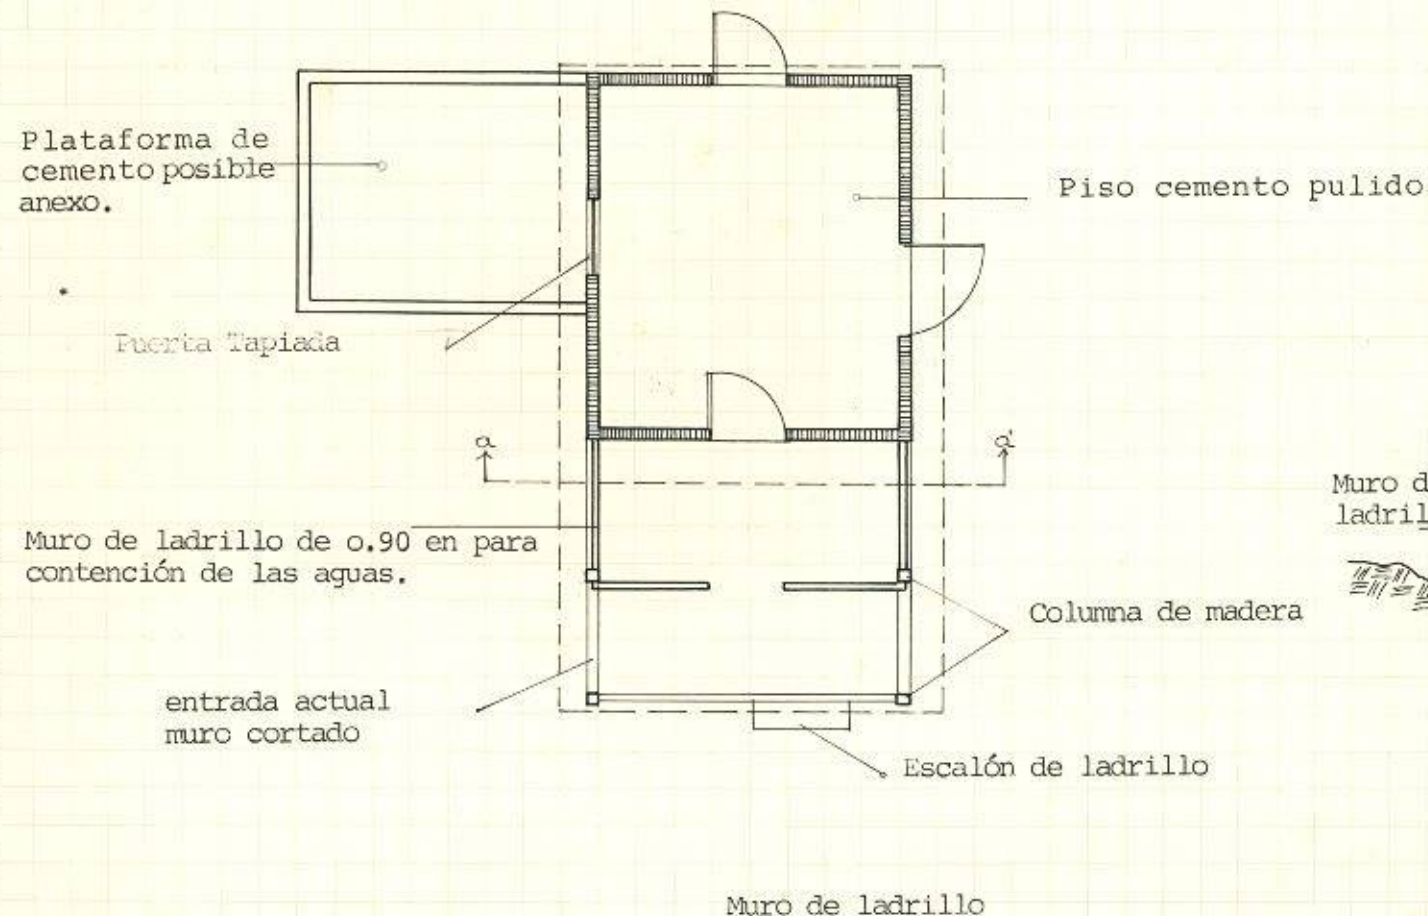 Plataforma de
cemento posible
anexo.
Piso cemento pulido
Puerta Tapiada
a a'
Muro de ladrillo de o.90 en para
contención de las aguas.
Muro d
ladril
Columna de madera
entrada actual
muro cortado
Escalón de ladrillo
Muro de ladrillo